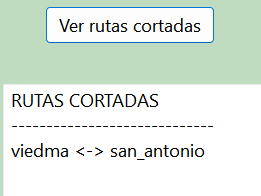 Ver rutas cortadas
RUTAS CORTADAS
-----------------------------
viedma <-> san_antonio